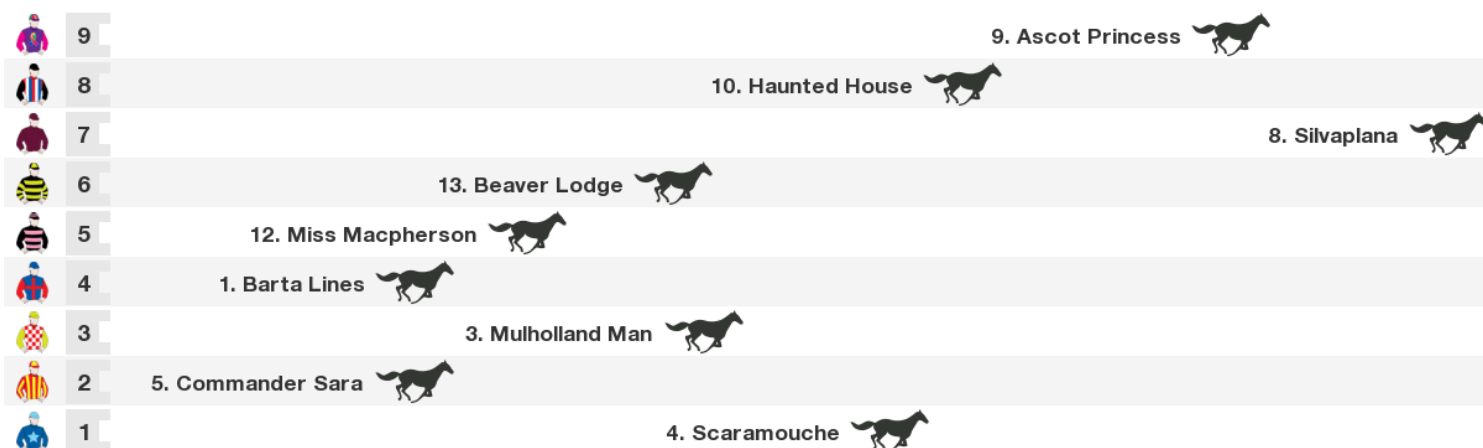 9 9. Ascot Princess
8 10. Haunted House
7 8. Silvaplana
6 13. Beaver Lodge
5 12. Miss Macpherson
4 1. Barta Lines
3 3. Mulholland Man
2 5. Commander Sara
1 4. Scaramouche